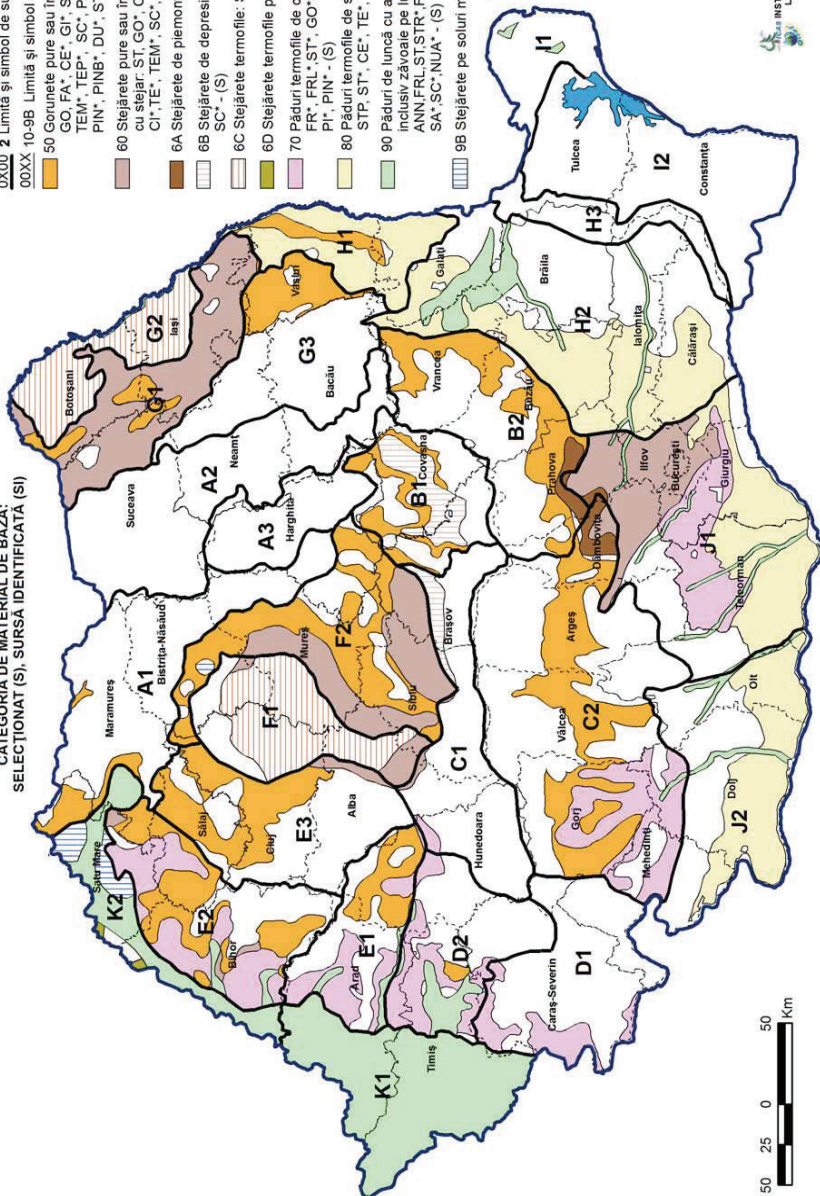 CATEGORIA DE MATERIAL DE BAZĂ:
SELECȚIONAT (S), SURSĂ IDENTIFICATĂ (SI)
2 Limită și simbol de
00XX 10-9B Limită și simbol
50 Gorunete pure sau
GO, FA*, CE*, GI*,
TEM*, TEP*, SC*,
PIN*, PINB*, DU*,
60 Stejărete pure sau
cu stejar: ST, GO*,
CI*, TE*, TEM*, SC*,
6A Stejărete de
6B Stejărete de
SC* - (S)
6C Stejărete termofile:
6D Stejărete termofile
70 Păduri termofile de
FR*, FRL*, ST*, GO*
PI*, PIN* - (S)
80 Păduri termofile de
STP, ST*, CE*, TE*,
90 Păduri de luncă cu
inclusiv zăvoaie pe
ANN, FRL, ST, STR*,
SA*, SC*, NUA* - (S)
9B Stejărete pe soluri
ICAS INST
Maramureș
Satu Mare
K2
A1
Bistrița-Năsăud
Suceava
Botoșani
G1
G2
Iași
Sălaj
Cluj
E2
Bihor
F1
Mureș
A2
Neamț
A3
Harghita
G3
Bacău
Vaslui
H1
E1
Arad
E3
Alba
F2
Sibiu
Brașov
B1
Covasna
Vrancea
Galați
K1
Timiș
D2
Hunedoara
C1
B2
Buzău
Brăila
H2
H3
Tulcea
I1
I2
Constanța
D1
Caraș-Severin
Gorj
Vâlcea
C2
Argeș
Dâmbovița
Prahova
Ilfov
București
Ialomița
Călărași
Mehedinți
Dolj
J2
Olt
Teleorman
J1
Giurgiu
50 25 0 50
Km